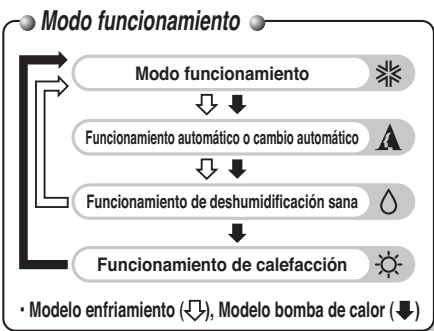 Modo funcionamiento
Modo funcionamiento
Funcionamiento automático o cambio automático
Funcionamiento de deshumidificación sana
Funcionamiento de calefacción
· Modelo enfriamiento (⇩), Modelo bomba de calor (⬇)